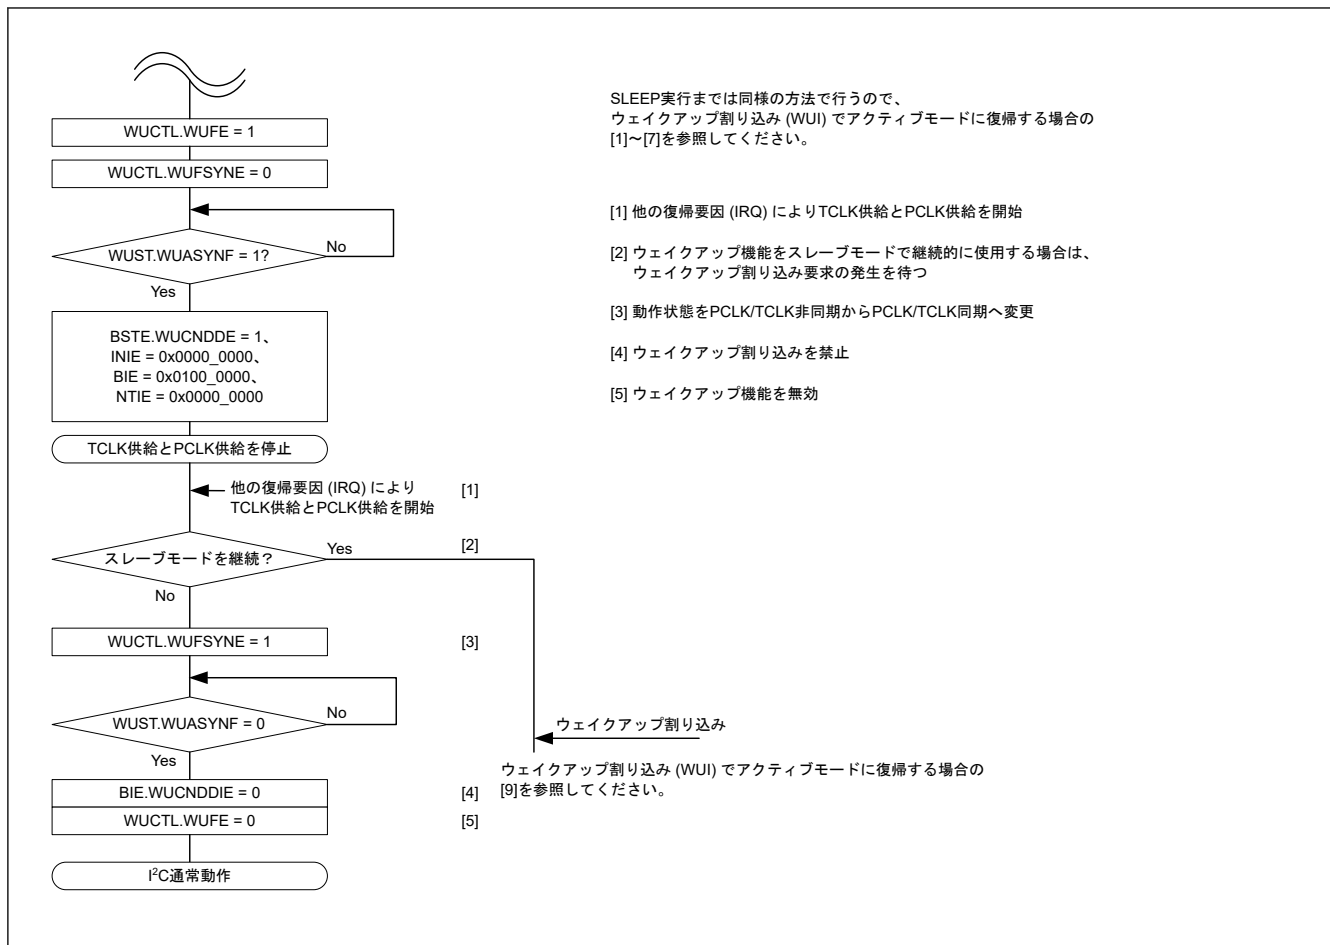 WUCTL.WUFE = 1
WUCTL.WUFSYNE = 0
WUST.WUASYNF = 1?
No
Yes
BSTE.WUCNDDE = 1、
INIE = 0x0000_0000、
BIE = 0x0100_0000、
NTIE = 0x0000_0000
TCLK供給とPCLK供給を停止
他の復帰要因 (IRQ) により
TCLK供給とPCLK供給を開始
[1]
スレーブモードを継続？
Yes
[2]
No
WUCTL.WUFSYNE = 1
[3]
WUST.WUASYNF = 0
No
Yes
BIE.WUCNDDIE = 0
[4]
WUCTL.WUFE = 0
[5]
I²C通常動作
ウェイクアップ割り込み
ウェイクアップ割り込み (WUI) でアクティブモードに復帰する場合の
[9]を参照してください。
SLEEP実行までは同様の方法で行うので、
ウェイクアップ割り込み (WUI) でアクティブモードに復帰する場合の
[1]～[7]を参照してください。
[1] 他の復帰要因 (IRQ) によりTCLK供給とPCLK供給を開始
[2] ウェイクアップ機能をスレーブモードで継続的に使用する場合は、
ウェイクアップ割り込み要求の発生を待つ
[3] 動作状態をPCLK/TCLK非同期からPCLK/TCLK同期へ変更
[4] ウェイクアップ割り込みを禁止
[5] ウェイクアップ機能を無効